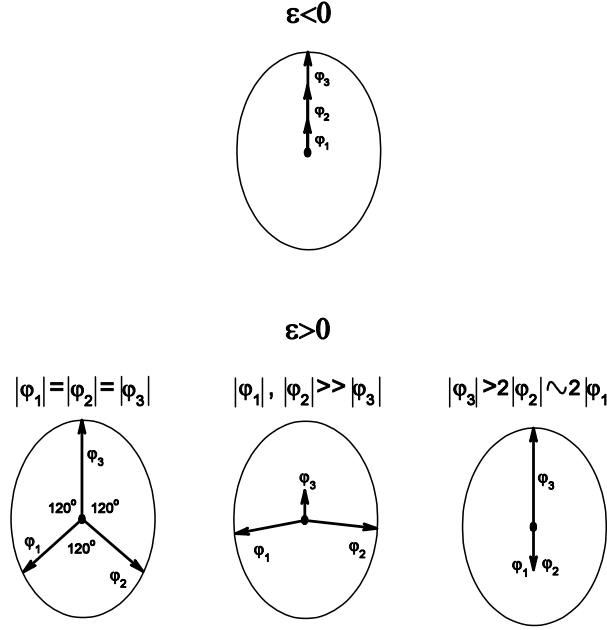 ε<0
φ₃
φ₂
φ₁
ε>0
|φ₁|=|φ₂|=|φ₃|
|φ₁|, |φ₂|>>|φ₃|
|φ₃|>2|φ₂|∼2|φ₁
φ₃
120° 120°
φ₁ 120°
φ₂
φ₃
φ₁ φ₂
φ₃
φ₁ φ₂